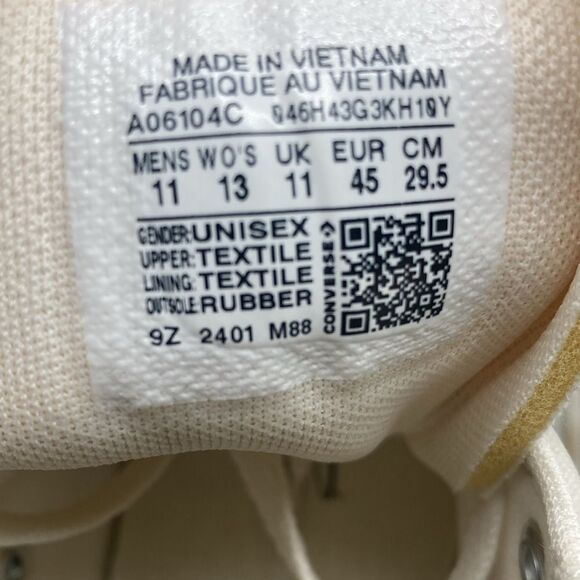 MADE IN VIETNAM
FABRIQUE AU VIETNAM
A06104C 046H43G3KH10Y
MENS WO'S UK EUR CM
11 13 11 45 29.5
GENDER: UNISEX
UPPER: TEXTILE
LINING: TEXTILE
OUTSOLE: RUBBER
CONVERSE
9Z 2401 M88